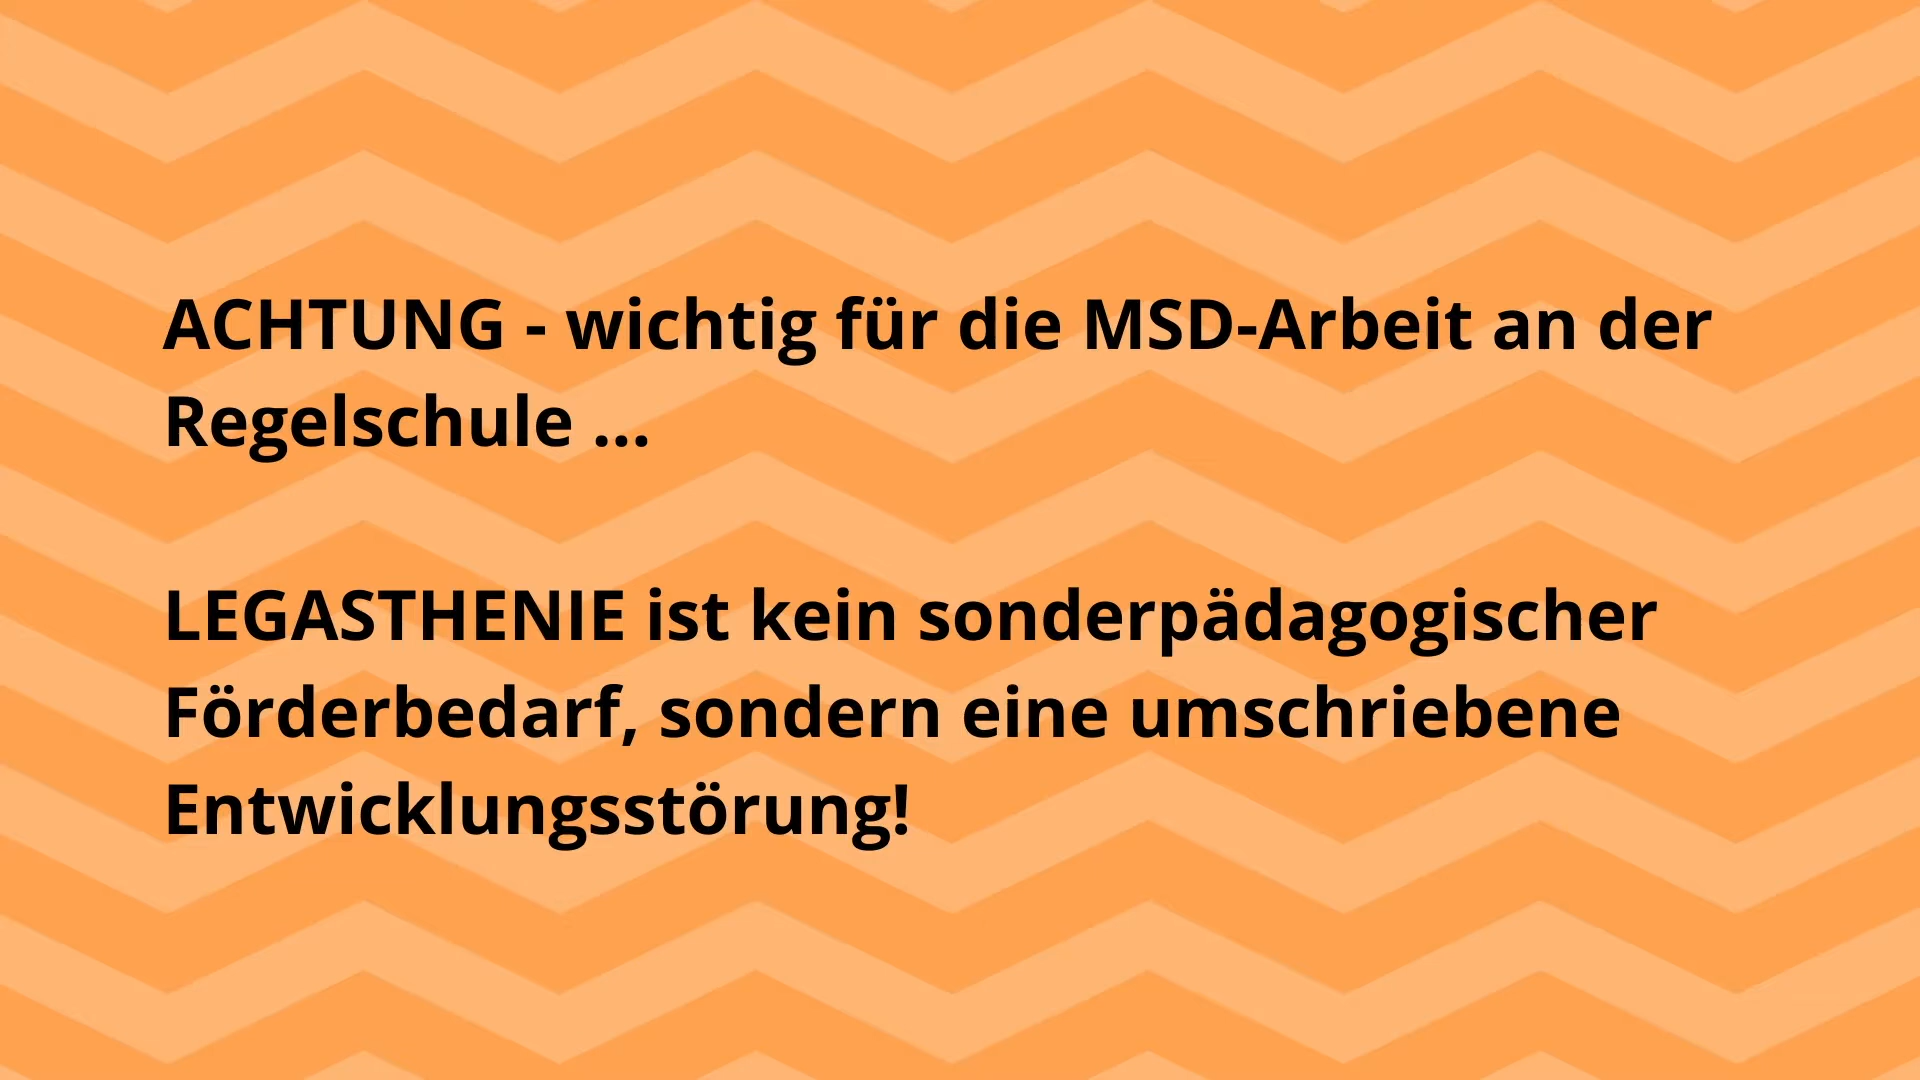 ACHTUNG - wichtig für die MSD-Arbeit an der
Regelschule ...
LEGASTHENIE ist kein sonderpädagogischer
Förderbedarf, sondern eine umschriebene
Entwicklungsstörung!